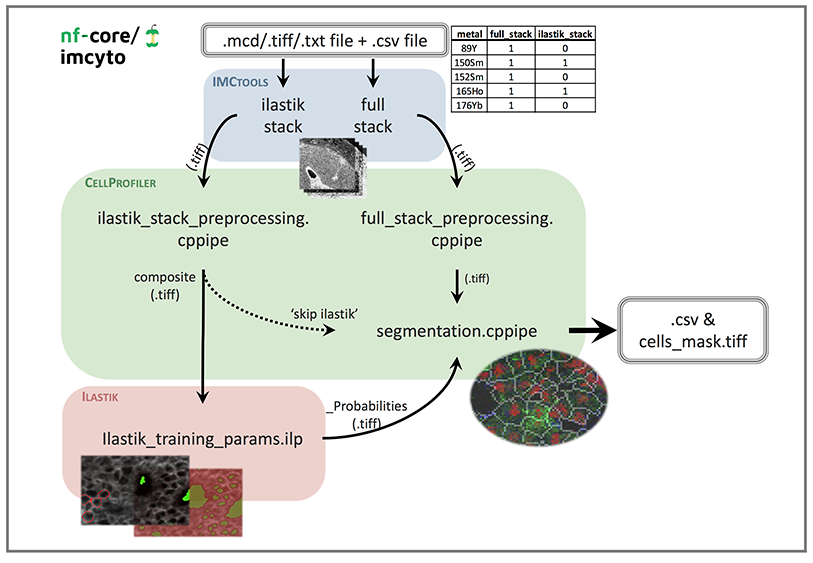 nf-core/
imcyto
.mcd/.tiff/.txt file + .csv file
metal full_stack ilastik_stack
89Y 1 0
150Sm 1 1
152Sm 1 0
165Ho 1 1
176Yb 1 0
IMCTOOLS
ilastik
stack
full
stack
(.tiff)
(.tiff)
CELLPROFILER
ilastik_stack_preprocessing.
cppipe
full_stack_preprocessing.
cppipe
composite
(.tiff)
(.tiff)
‘skip ilastik’
segmentation.cppipe
.csv &
cells_mask.tiff
ILASTIK
_Probabilities
(.tiff)
Ilastik_training_params.ilp